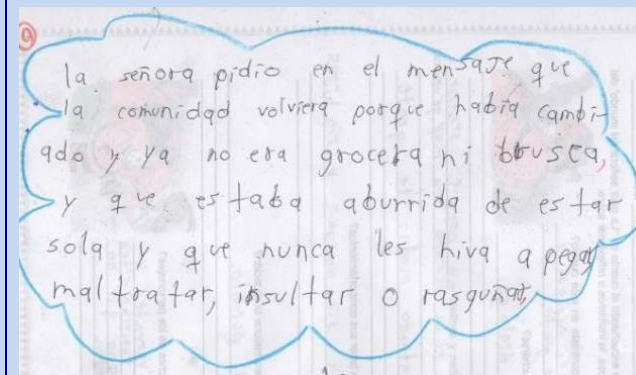 9
la señora pidio en el mensaje que
la comunidad volviera porque había cambi-
ado y ya no era grocera ni brusca,
y que estaba aburrida de estar
sola y que nunca les hiva a pegar
maltratar, insultar o rasguñar,